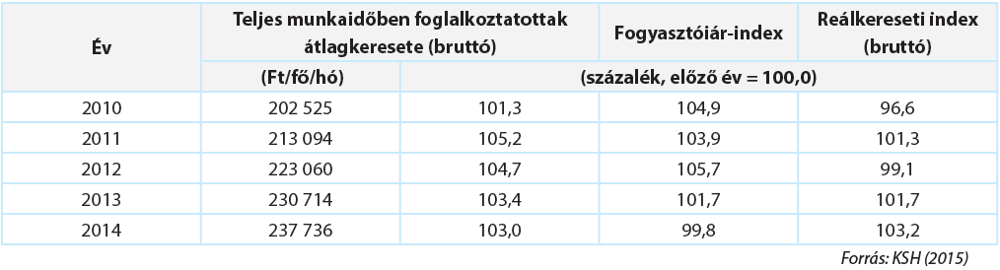 Év
Teljes munkaidőben foglalkoztatottak
átlagkeresete (bruttó)
Fogyasztóiár-index
Reálkereseti index
(bruttó)
(Ft/fő/hó)
(százalék, előző év = 100,0)
2010 202 525 101,3 104,9 96,6
2011 213 094 105,2 103,9 101,3
2012 223 060 104,7 105,7 99,1
2013 230 714 103,4 101,7 101,7
2014 237 736 103,0 99,8 103,2
Forrás: KSH (2015)